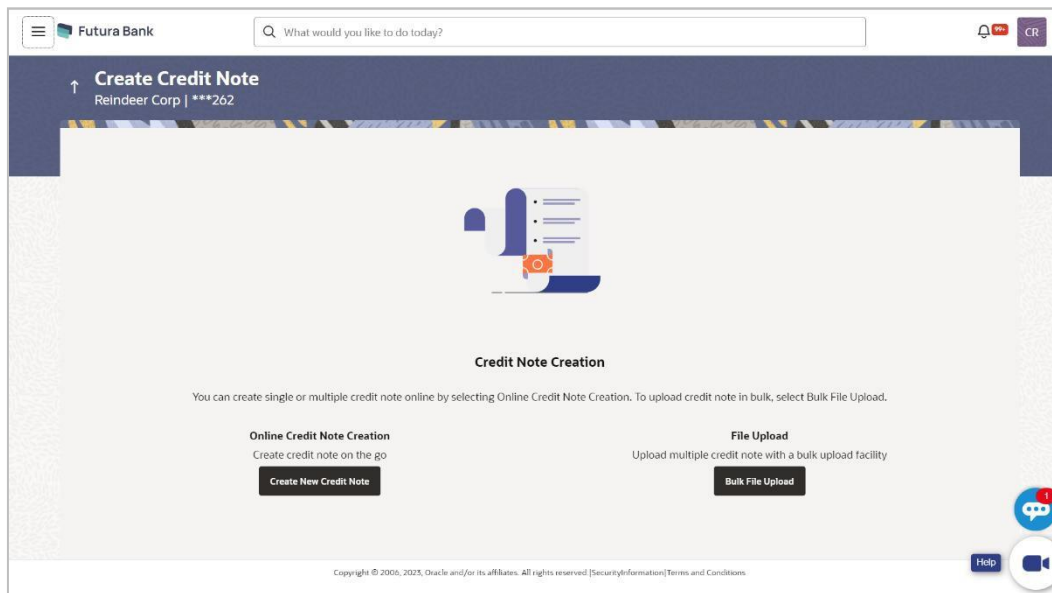 Futura Bank
What would you like to do today?
99+
CR
Create Credit Note
Reindeer Corp | ***262
Credit Note Creation
You can create single or multiple credit note online by selecting Online Credit Note Creation. To upload credit note in bulk, select Bulk File Upload.
Online Credit Note Creation
Create credit note on the go
Create New Credit Note
File Upload
Upload multiple credit note with a bulk upload facility
Bulk File Upload
1
Help
Copyright © 2006, 2023, Oracle and/or its affiliates. All rights reserved.|SecurityInformation|Terms and Conditions